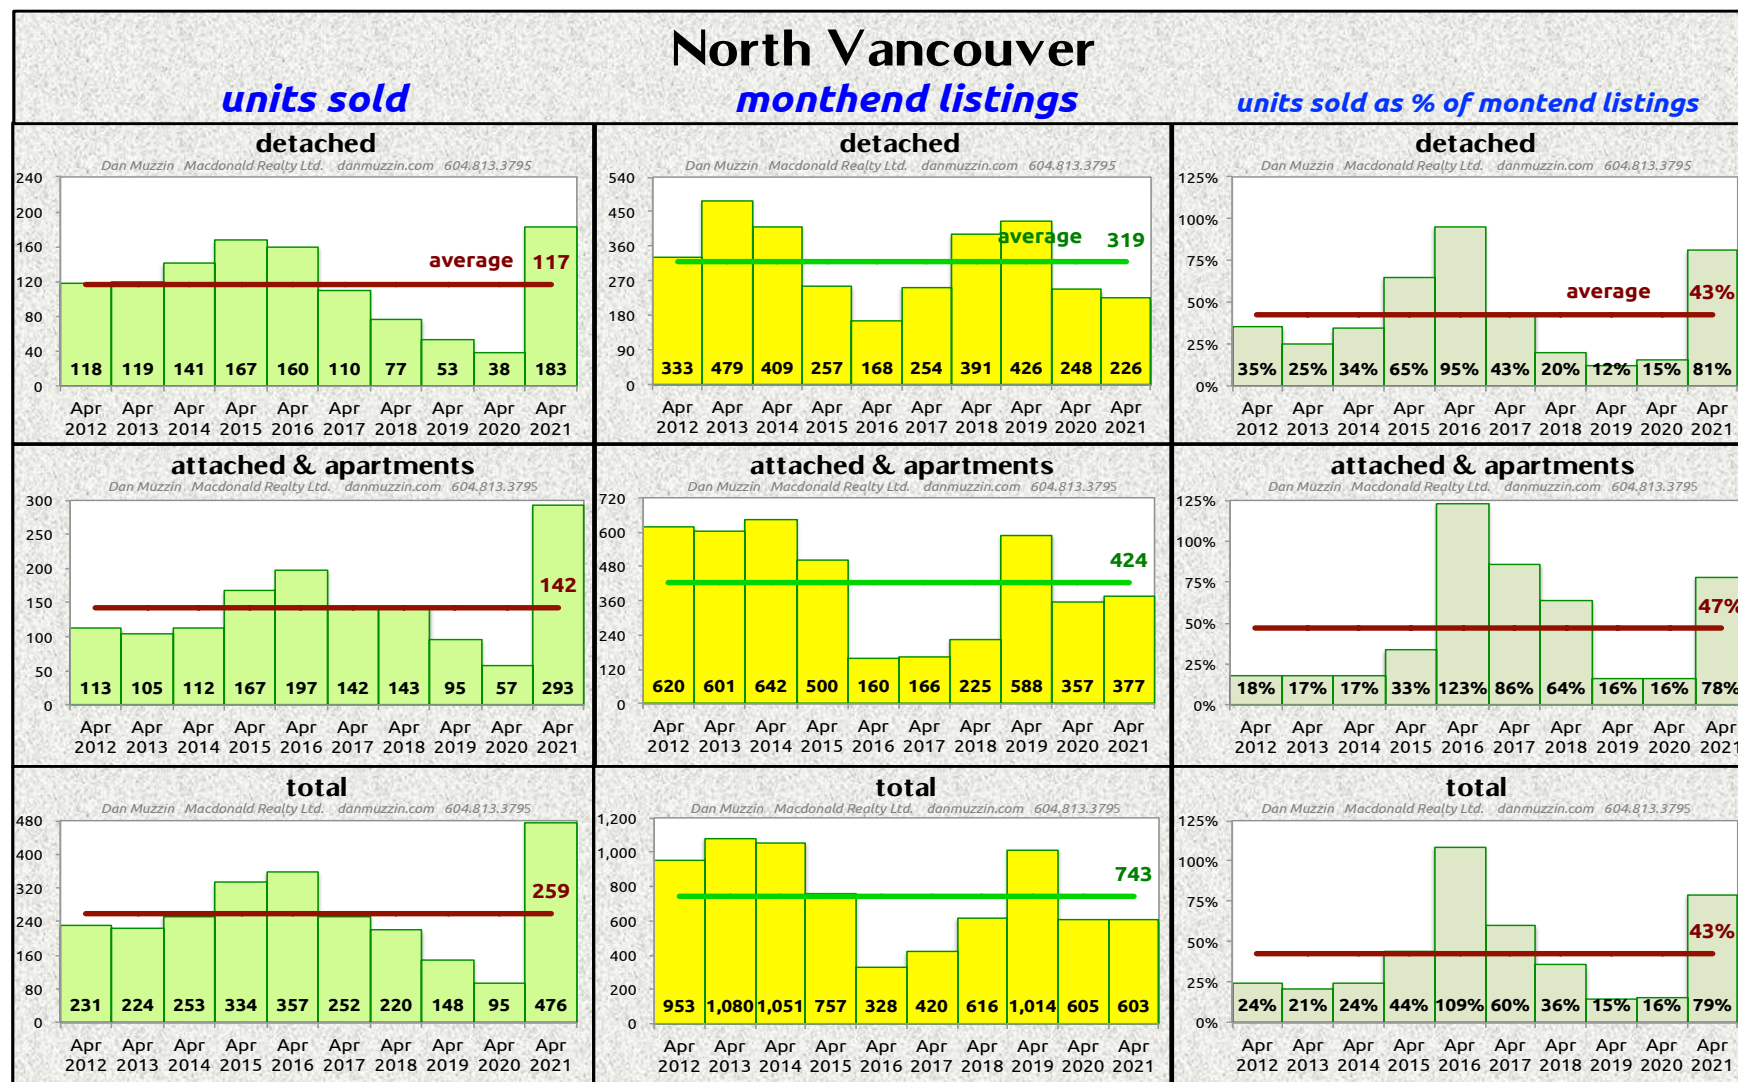 North Vancouver
units sold
monthend listings
units sold as % of montend listings
detached
Dan Muzzin Macdonald Realty Ltd. danmuzzin.com 604.813.3795
240
200
160
120
80
40
0
average 117
118 119 141 167 160 110 77 53 38 183
Apr Apr Apr Apr Apr Apr Apr Apr Apr Apr
2012 2013 2014 2015 2016 2017 2018 2019 2020 2021
detached
Dan Muzzin Macdonald Realty Ltd. danmuzzin.com 604.813.3795
540
450
360
270
180
90
0
average 319
333 479 409 257 168 254 391 426 248 226
Apr Apr Apr Apr Apr Apr Apr Apr Apr Apr
2012 2013 2014 2015 2016 2017 2018 2019 2020 2021
detached
Dan Muzzin Macdonald Realty Ltd. danmuzzin.com 604.813.3795
125%
100%
75%
50%
25%
0%
average 43%
35% 25% 34% 65% 95% 43% 20% 12% 15% 81%
Apr Apr Apr Apr Apr Apr Apr Apr Apr Apr
2012 2013 2014 2015 2016 2017 2018 2019 2020 2021
attached & apartments
Dan Muzzin Macdonald Realty Ltd. danmuzzin.com 604.813.3795
300
250
200
150
100
50
0
142
113 105 112 167 197 142 143 95 57 293
Apr Apr Apr Apr Apr Apr Apr Apr Apr Apr
2012 2013 2014 2015 2016 2017 2018 2019 2020 2021
attached & apartments
Dan Muzzin Macdonald Realty Ltd. danmuzzin.com 604.813.3795
720
600
480
360
240
120
0
424
620 601 642 500 160 166 225 588 357 377
Apr Apr Apr Apr Apr Apr Apr Apr Apr Apr
2012 2013 2014 2015 2016 2017 2018 2019 2020 2021
attached & apartments
Dan Muzzin Macdonald Realty Ltd. danmuzzin.com 604.813.3795
125%
100%
75%
50%
25%
0%
47%
18% 17% 17% 33% 123% 86% 64% 16% 16% 78%
Apr Apr Apr Apr Apr Apr Apr Apr Apr Apr
2012 2013 2014 2015 2016 2017 2018 2019 2020 2021
total
Dan Muzzin Macdonald Realty Ltd. danmuzzin.com 604.813.3795
480
400
320
240
160
80
0
259
231 224 253 334 357 252 220 148 95 476
Apr Apr Apr Apr Apr Apr Apr Apr Apr Apr
2012 2013 2014 2015 2016 2017 2018 2019 2020 2021
total
Dan Muzzin Macdonald Realty Ltd. danmuzzin.com 604.813.3795
1,200
1,000
800
600
400
200
0
743
953 1,080 1,051 757 328 420 616 1,014 605 603
Apr Apr Apr Apr Apr Apr Apr Apr Apr Apr
2012 2013 2014 2015 2016 2017 2018 2019 2020 2021
total
Dan Muzzin Macdonald Realty Ltd. danmuzzin.com 604.813.3795
125%
100%
75%
50%
25%
0%
43%
24% 21% 24% 44% 109% 60% 36% 15% 16% 79%
Apr Apr Apr Apr Apr Apr Apr Apr Apr Apr
2012 2013 2014 2015 2016 2017 2018 2019 2020 2021